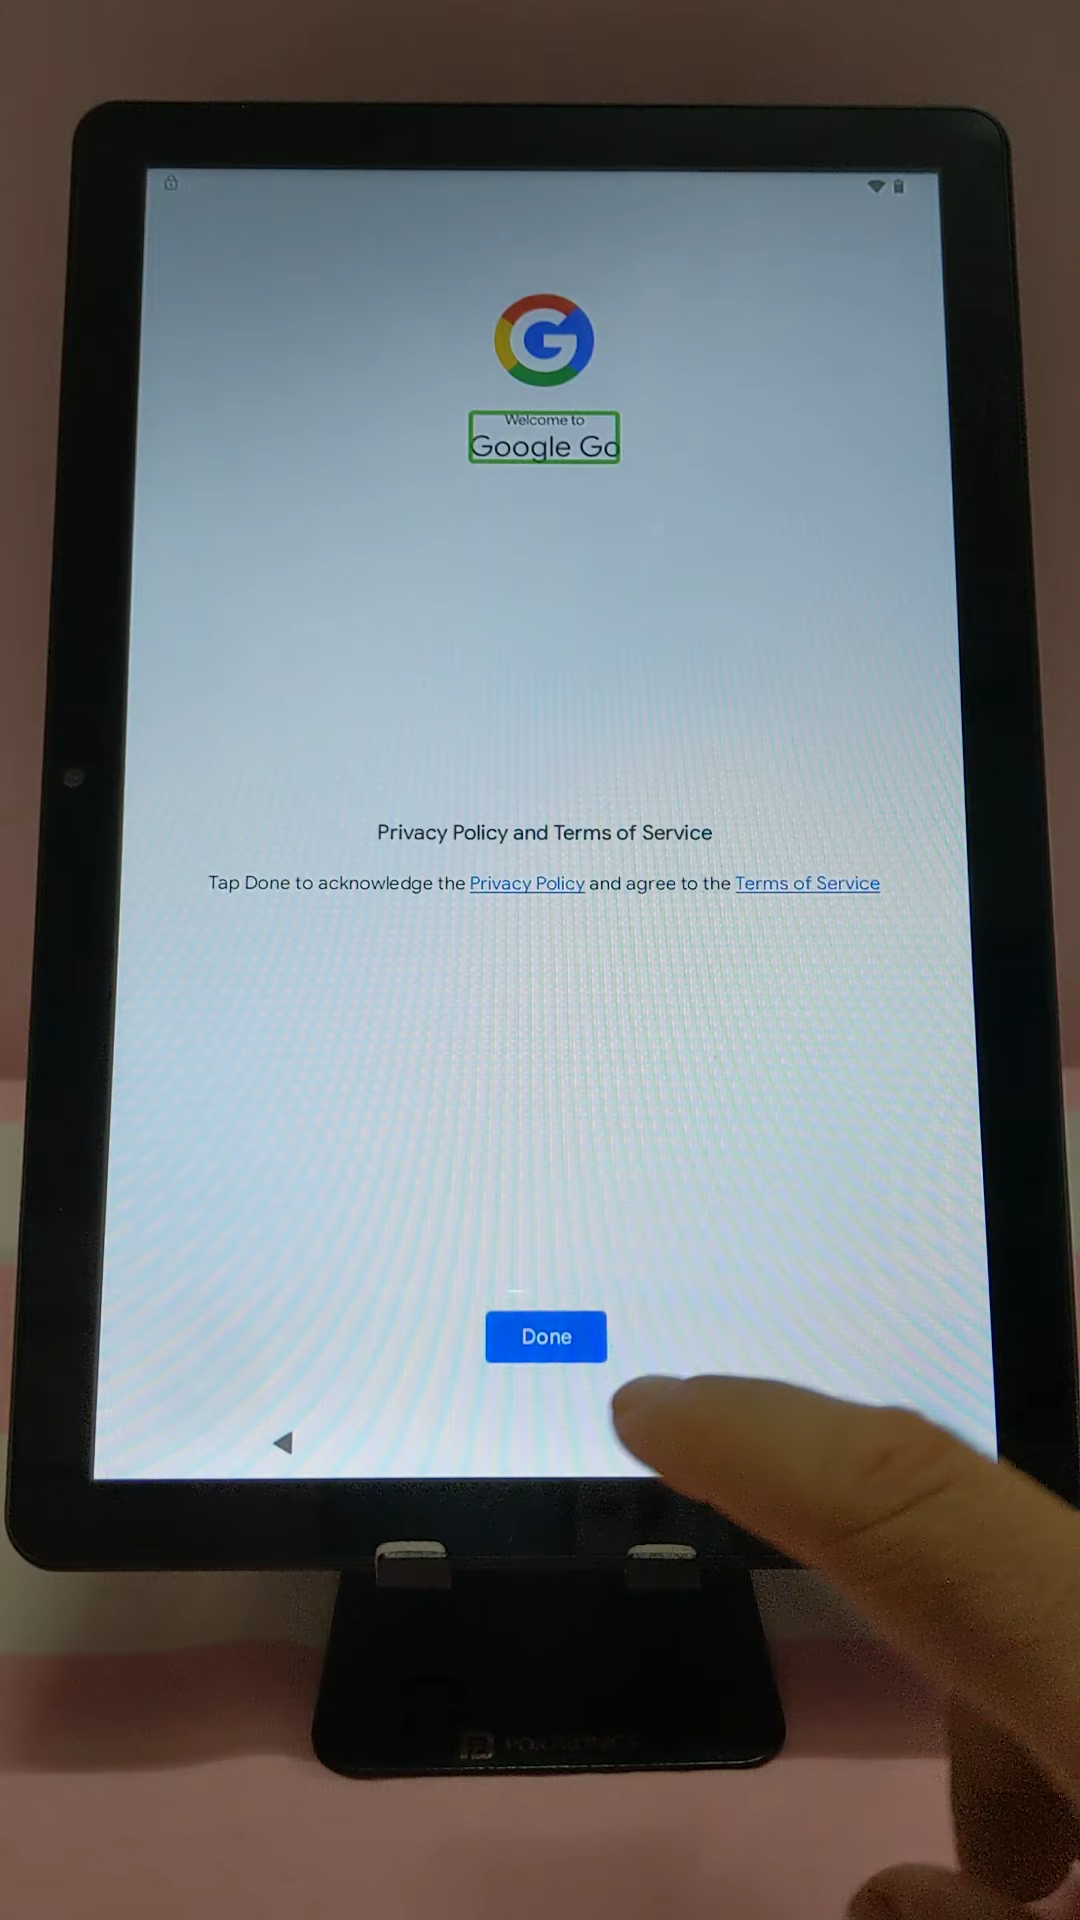 Welcome to
Google Go
Privacy Policy and Terms of Service
Tap Done to acknowledge the Privacy Policy and agree to the Terms of Service
Done
PORTRONICS